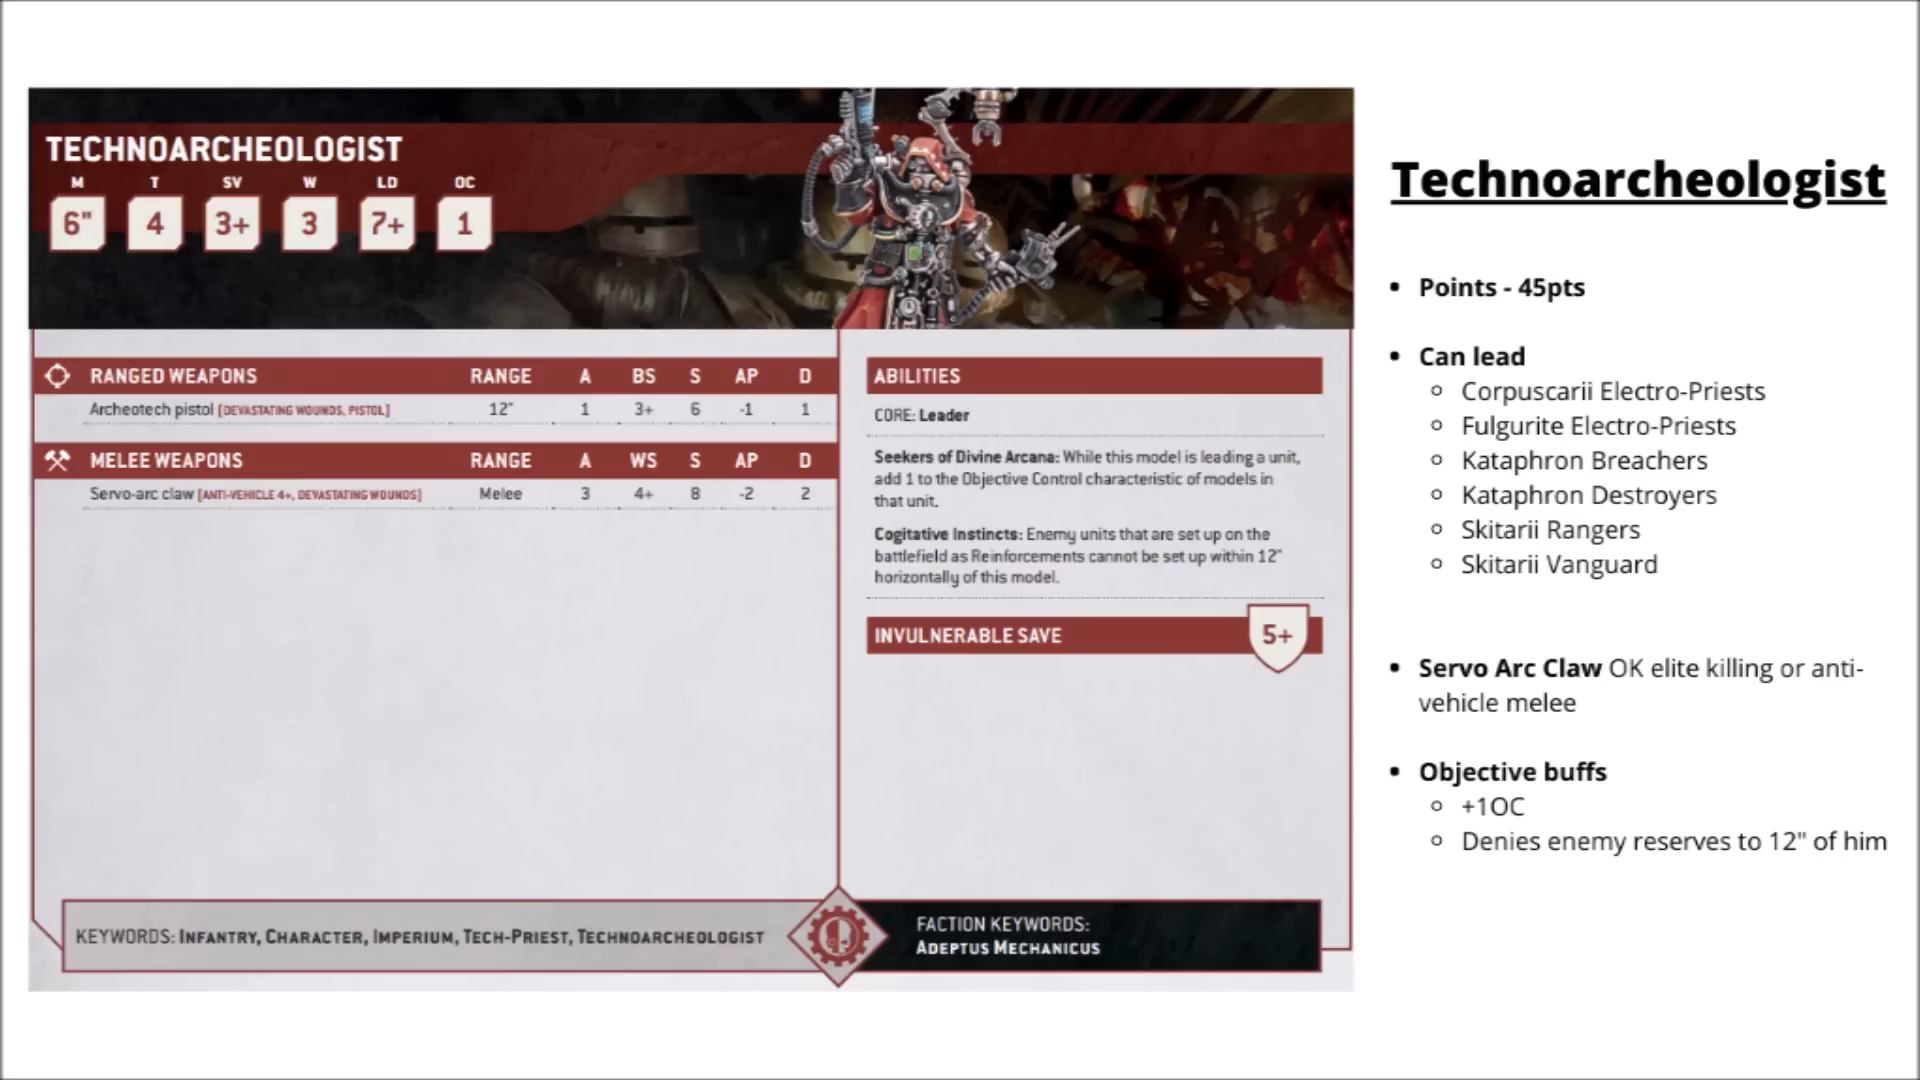 TECHNOARCHEOLOGIST
M T SV W LD OC
6" 4 3+ 3 7+ 1
RANGED WEAPONS RANGE A BS S AP D
Archeotech pistol [DEVASTATING WOUNDS, PISTOL] 12" 1 3+ 6 -1 1
MELEE WEAPONS RANGE A WS S AP D
Servo-arc claw [ANTI-VEHICLE 4+, DEVASTATING WOUNDS] Melee 3 4+ 8 -2 2
ABILITIES
CORE: Leader
Seekers of Divine Arcana: While this model is leading a unit,
add 1 to the Objective Control characteristic of models in
that unit.
Cogitative Instincts: Enemy units that are set up on the
battlefield as Reinforcements cannot be set up within 12"
horizontally of this model.
INVULNERABLE SAVE 5+
KEYWORDS: INFANTRY, CHARACTER, IMPERIUM, TECH-PRIEST, TECHNOARCHEOLOGIST
FACTION KEYWORDS:
ADEPTUS MECHANICUS
Technoarcheologist
• Points - 45pts
• Can lead
○ Corpuscarii Electro-Priests
○ Fulgurite Electro-Priests
○ Kataphron Breachers
○ Kataphron Destroyers
○ Skitarii Rangers
○ Skitarii Vanguard
• Servo Arc Claw OK elite killing or anti-
vehicle melee
• Objective buffs
○ +1OC
○ Denies enemy reserves to 12" of him